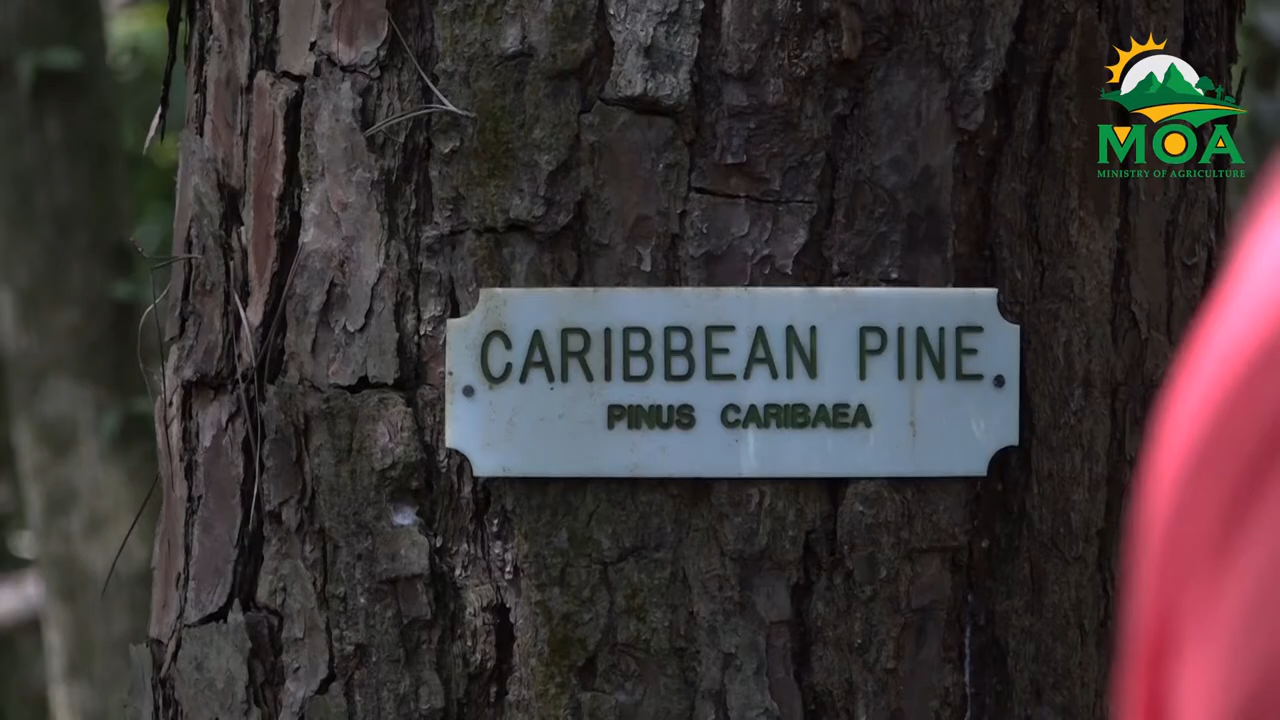 MOA
MINISTRY OF AGRICULTURE
CARIBBEAN PINE
PINUS CARIBAEA